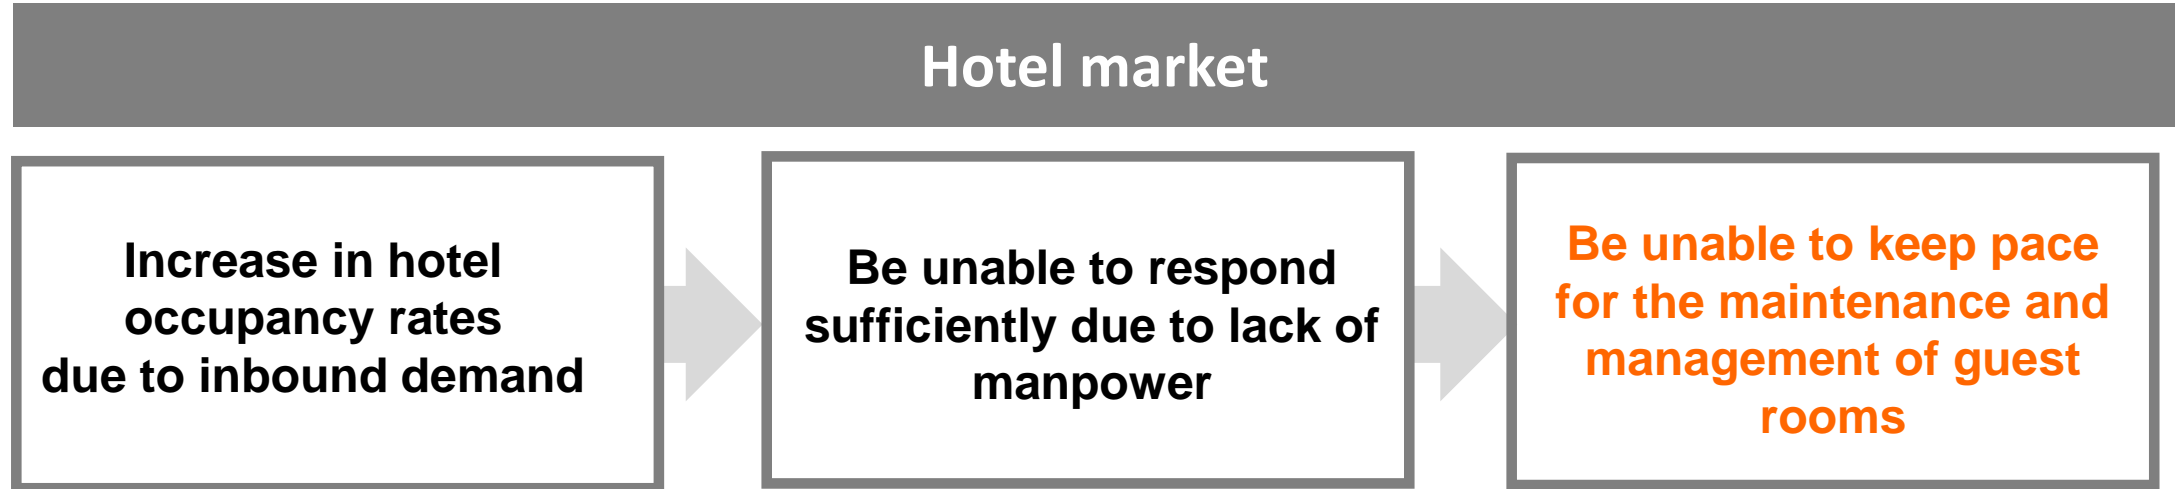 Hotel market
Increase in hotel
occupancy rates
due to inbound demand
Be unable to respond
sufficiently due to lack of
manpower
Be unable to keep pace
for the maintenance and
management of guest
rooms